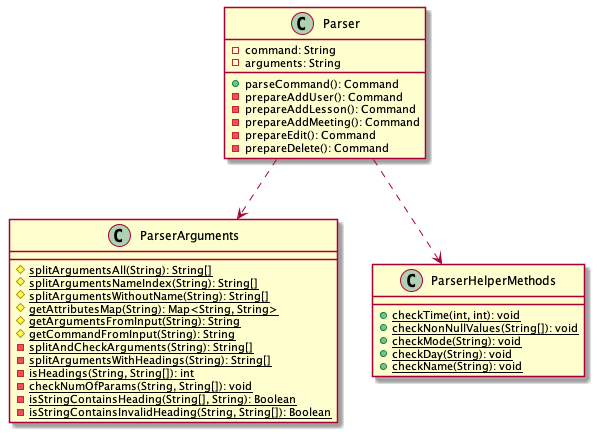 C Parser
command: String
arguments: String
parseCommand(): Command
prepareAddUser(): Command
prepareAddLesson(): Command
prepareAddMeeting(): Command
prepareEdit(): Command
prepareDelete(): Command
C ParserArguments
splitArgumentsAll(String): String[]
splitArgumentsNameIndex(String): String[]
splitArgumentsWithoutName(String): String[]
getAttributesMap(String): Map<String, String>
getArgumentsFromInput(String): String
getCommandFromInput(String): String
splitAndCheckArguments(String): String[]
splitArgumentsWithHeadings(String): String[]
isHeadings(String, String[]): int
checkNumOfParams(String, String[]): void
isStringContainsHeading(String[], String): Boolean
isStringContainsInvalidHeading(String, String[]): Boolean
C ParserHelperMethods
checkTime(int, int): void
checkNonNullValues(String[]): void
checkMode(String): void
checkDay(String): void
checkName(String): void